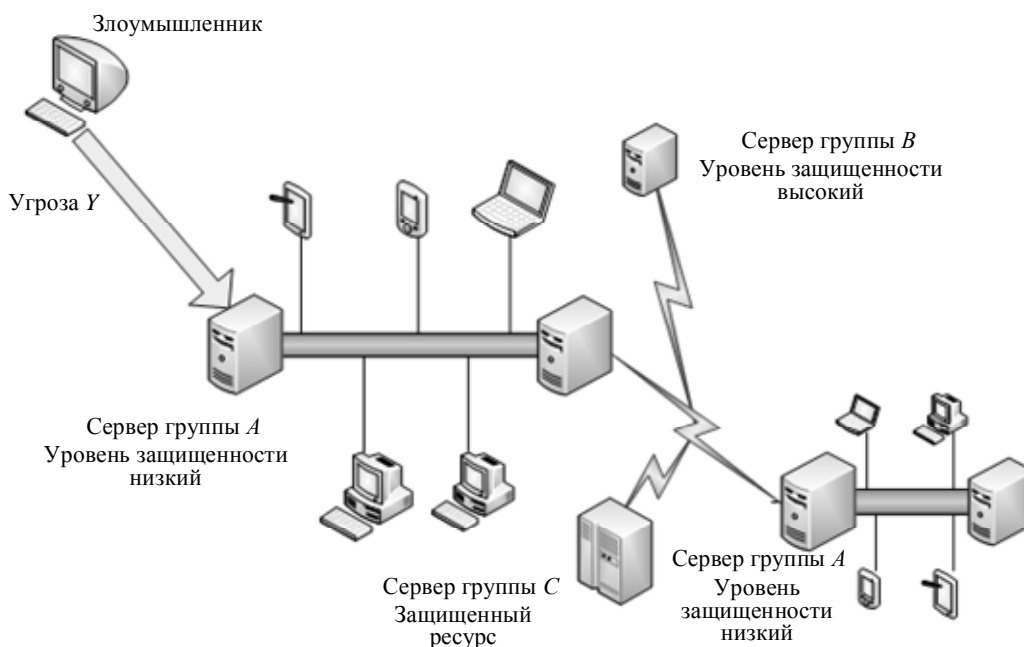 Злоумышленник
Угроза Y
Сервер группы B
Уровень защищенности
высокий
Сервер группы A
Уровень защищенности
низкий
Сервер группы C
Защищенный
ресурс
Сервер группы A
Уровень
защищенности
низкий